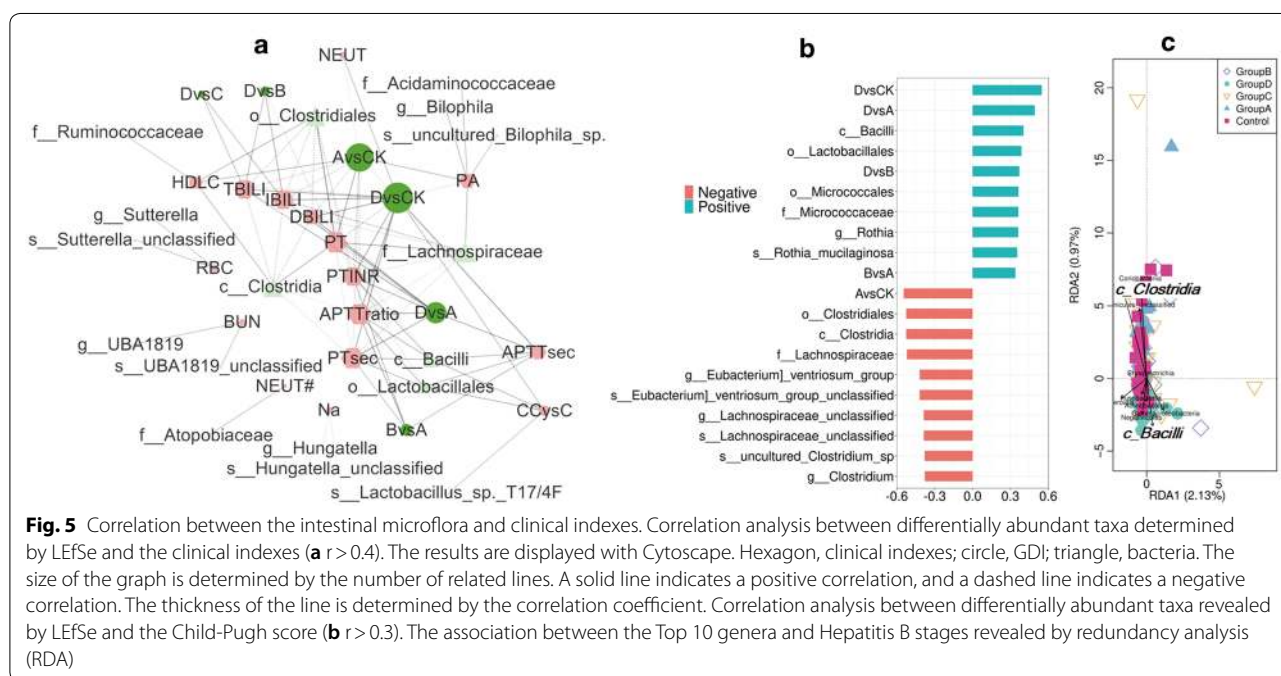 a
NEUT
DvsC
DvsB
f__Acidaminococcaceae
g__Bilophila
o__Clostridiales
s__uncultured_Bilophila_sp.
f__Ruminococcaceae
AvsCK
HDLC
TBILI
PA
IBILI
DvsCK
DBILI
g__Sutterella
PT
s__Sutterella_unclassified
f__Lachnospiraceae
RBC
PTINR
c__Clostridia
APTTratio
DvsA
BUN
g__UBA1819
PTsec
c__Bacilli
APTTsec
s__UBA1819_unclassified
NEUT#
o__Lactobacillales
Na
CCysC
f__Atopobiaceae
BvsA
g__Hungatella
s__Hungatella_unclassified
s__Lactobacillus_sp._T17/4F
b
Negative
Positive
DvsCK
DvsA
c__Bacilli
o__Lactobacillales
DvsB
o__Micrococcales
f__Micrococcaceae
g__Rothia
s__Rothia_mucilaginosa
BvsA
AvsCK
o__Clostridiales
c__Clostridia
f__Lachnospiraceae
g__Eubacterium]_ventriosum_group
s__Eubacterium]_ventriosum_group_unclassified
g__Lachnospiraceae_unclassified
s__Lachnospiraceae_unclassified
s__uncultured_Clostridium_sp
g__Clostridium
-0.6 -0.3 0.0 0.3 0.6
c
GroupB
GroupD
GroupC
GroupA
Control
20
15
10
5
0
-5
RDA2 (0.97%)
c_Clostridia
c_Bacilli
0 5
RDA1 (2.13%)
Fig. 5 Correlation between the intestinal microflora and clinical indexes. Correlation analysis between differentially abundant taxa determined
by LEfSe and the clinical indexes (a r > 0.4). The results are displayed with Cytoscape. Hexagon, clinical indexes; circle, GDI; triangle, bacteria. The
size of the graph is determined by the number of related lines. A solid line indicates a positive correlation, and a dashed line indicates a negative
correlation. The thickness of the line is determined by the correlation coefficient. Correlation analysis between differentially abundant taxa revealed
by LEfSe and the Child-Pugh score (b r > 0.3). The association between the Top 10 genera and Hepatitis B stages revealed by redundancy analysis
(RDA)